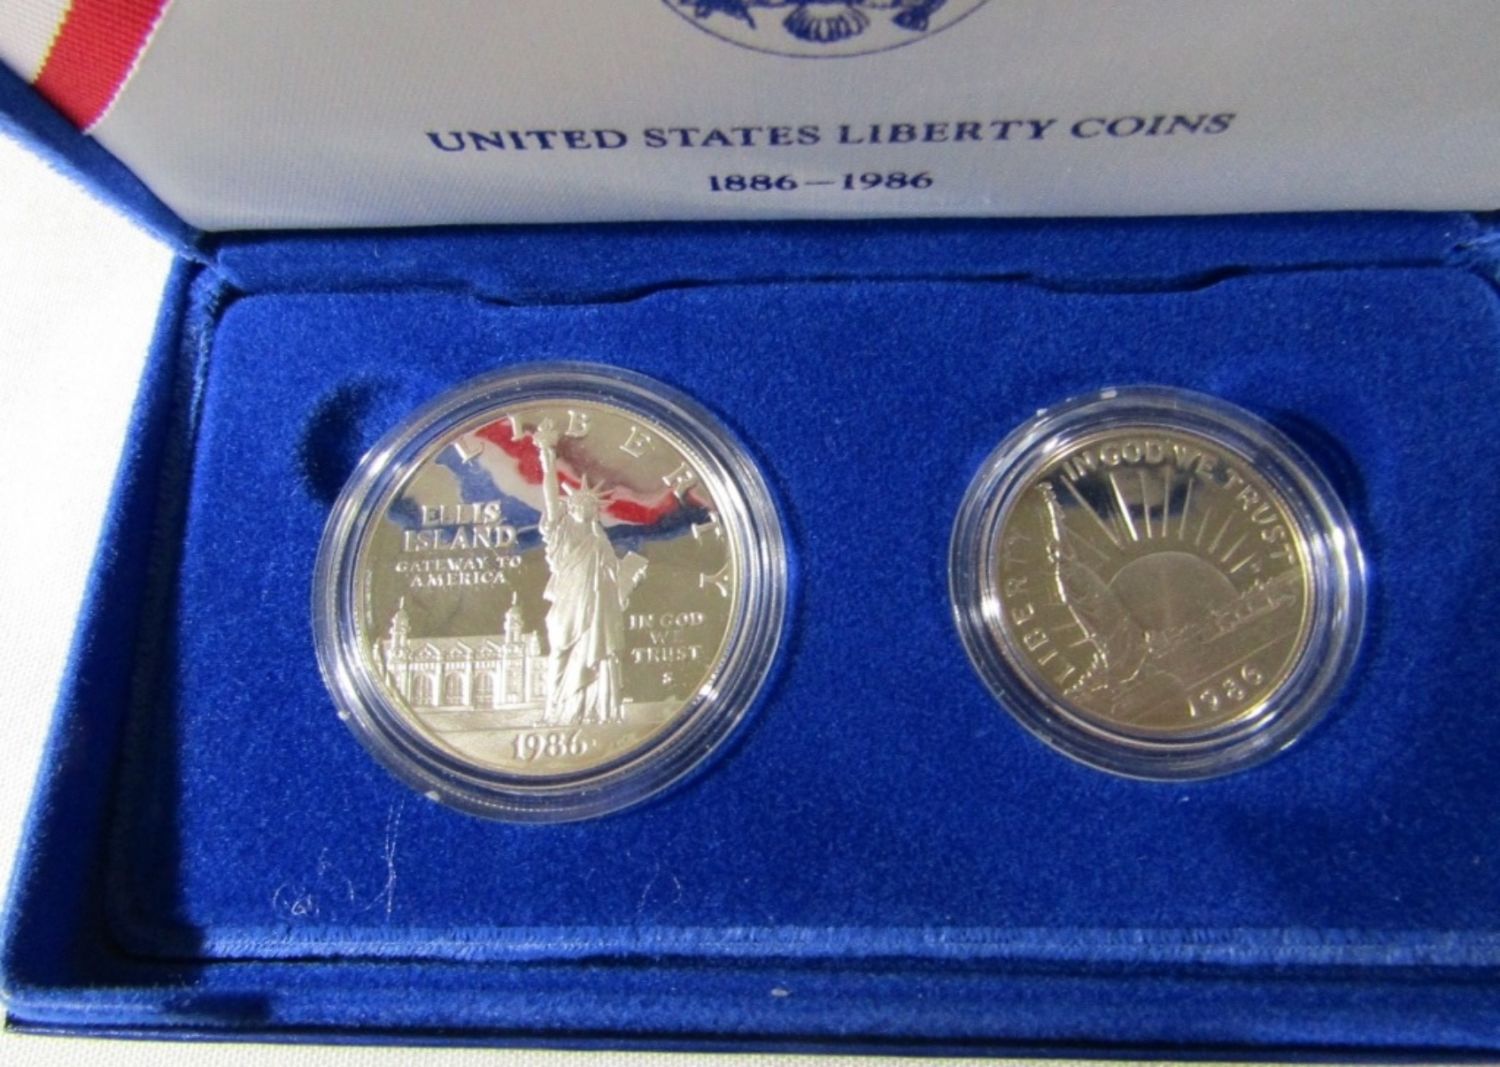 UNITED STATES LIBERTY COINS
1886–1986
LIBERTY
ELLIS
ISLAND
GATEWAY TO
AMERICA
IN GOD
WE
TRUST
S
1986
IN GOD WE TRUST
LIBERTY
1986